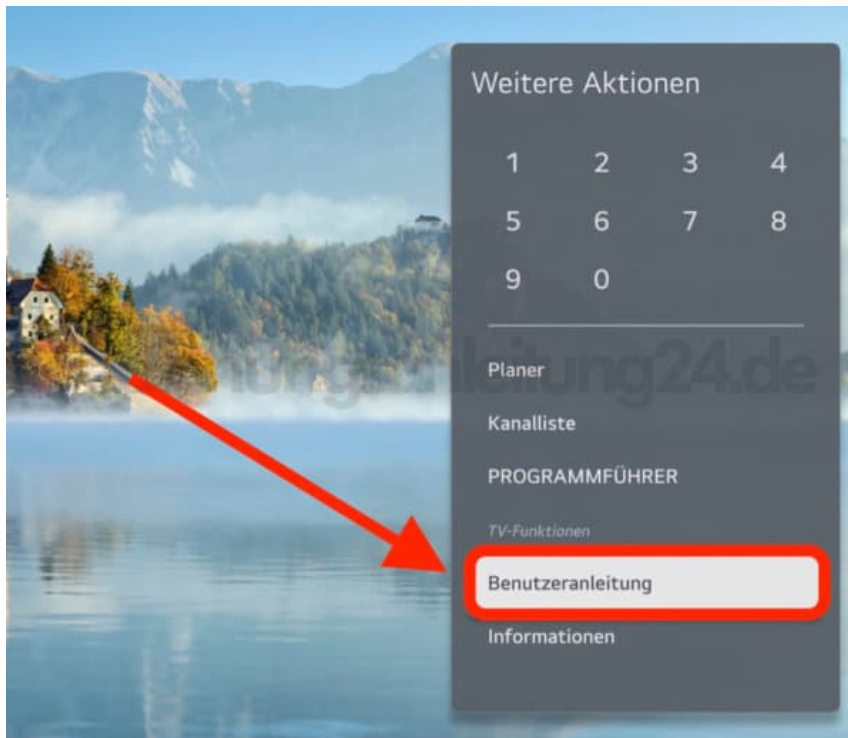 Weitere Aktionen
1 2 3 4
5 6 7 8
9 0
Planer
Kanalliste
PROGRAMMFÜHRER
TV-Funktionen
Benutzeranleitung
Informationen